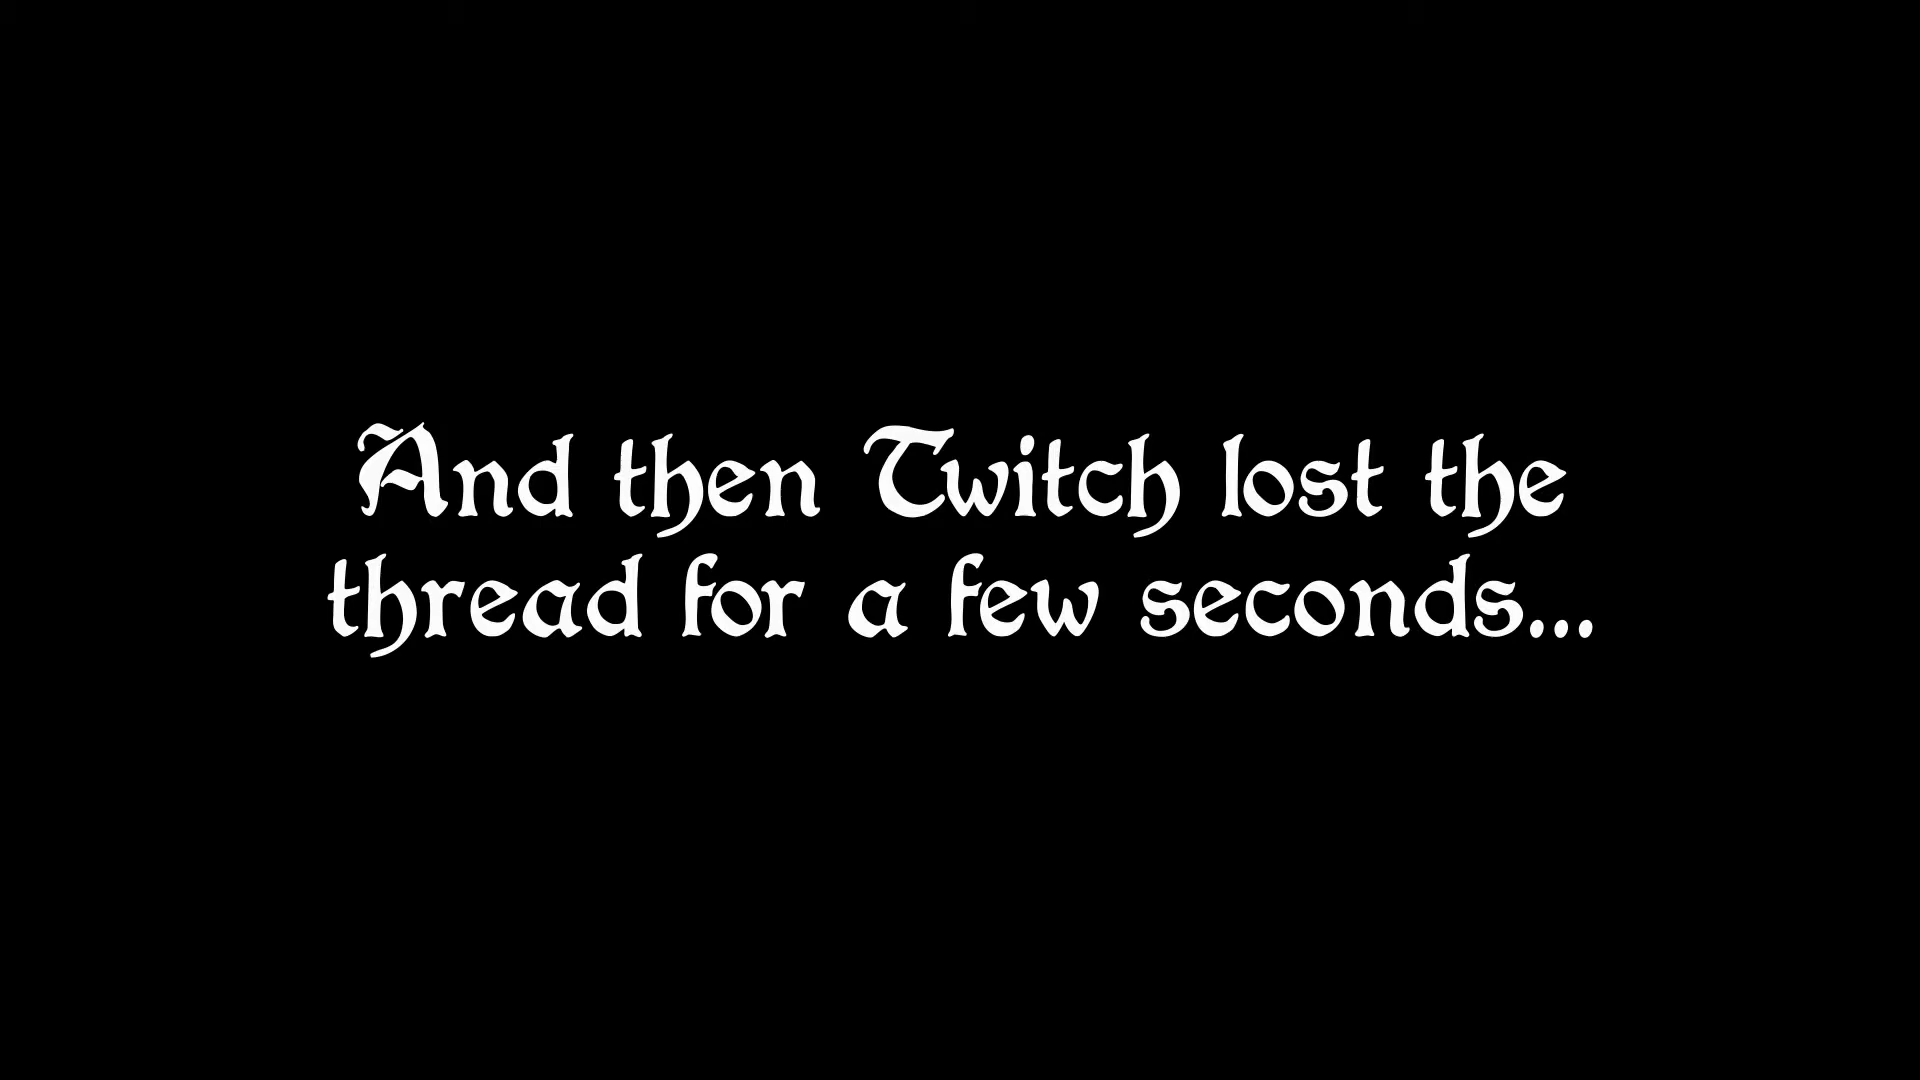 And then Twitch lost the
thread for a few seconds...